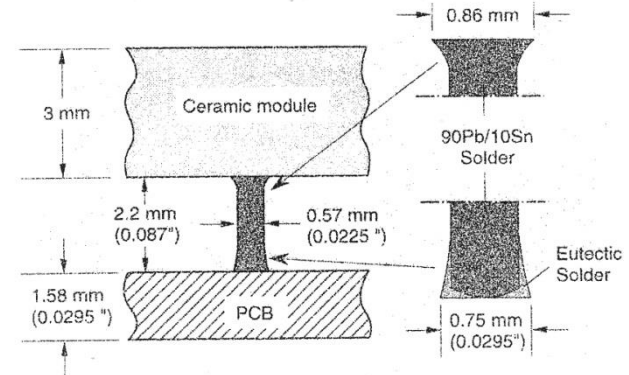 0.86 mm
3 mm
Ceramic module
90Pb/10Sn
Solder
2.2 mm
(0.087")
0.57 mm
(0.0225 ")
Eutectic
Solder
1.58 mm
(0.0295 ")
PCB
0.75 mm
(0.0295")